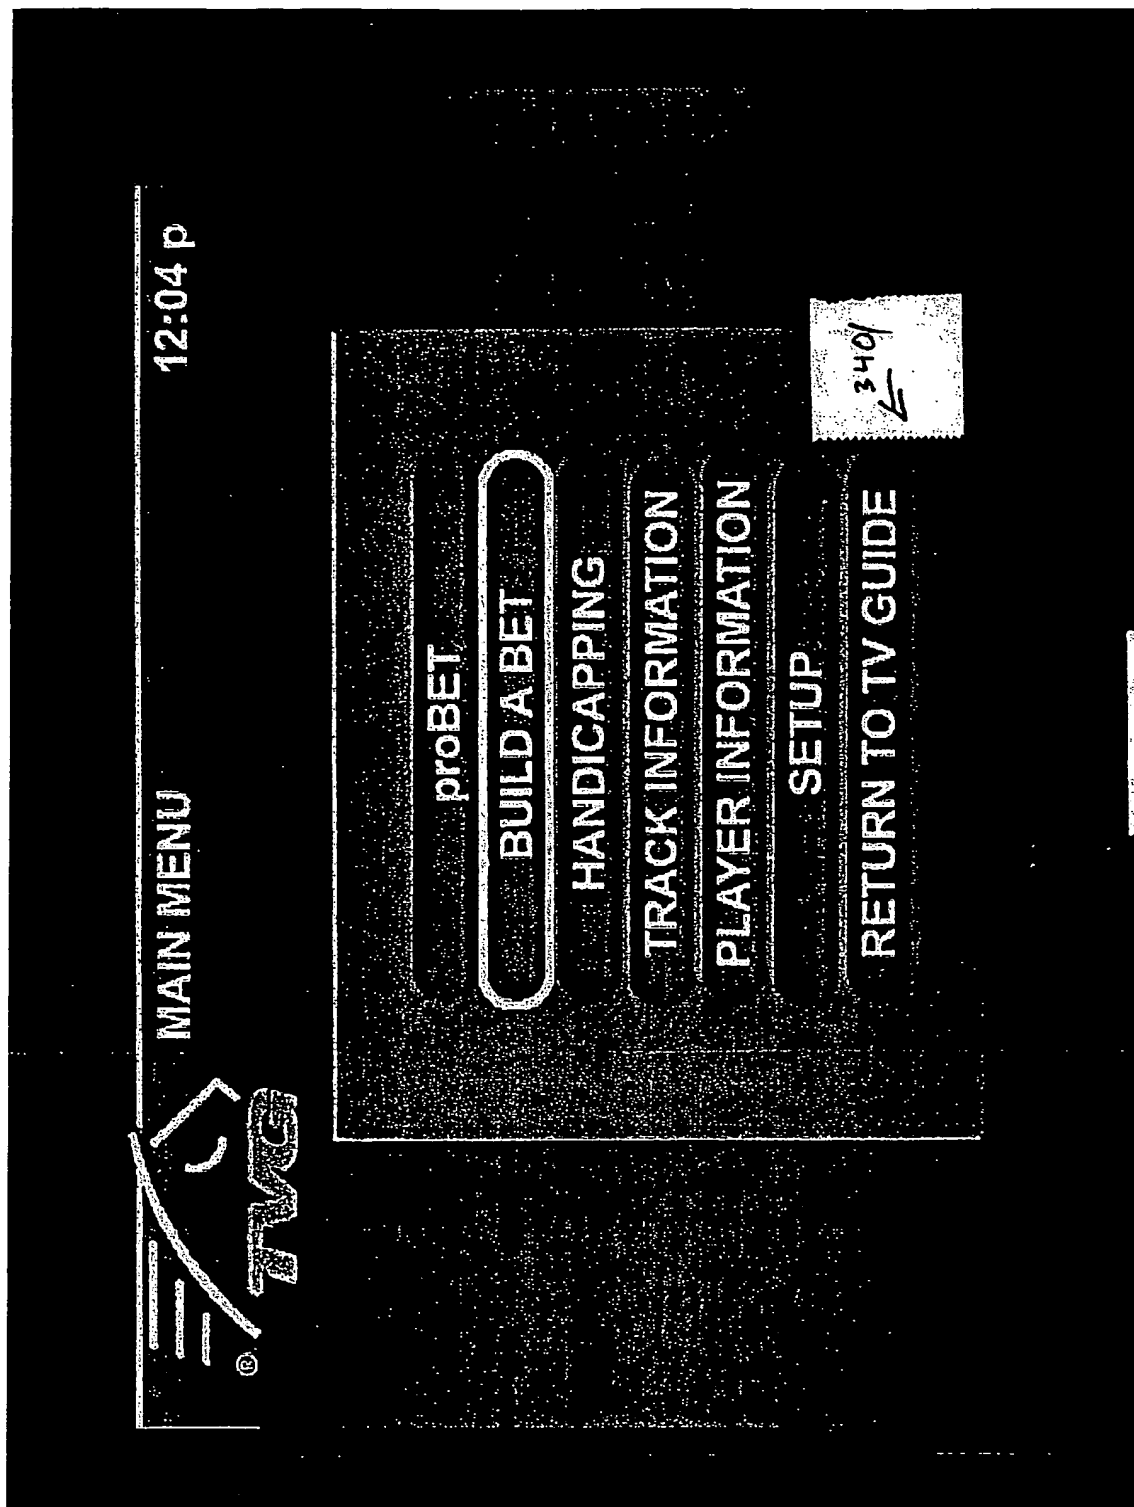 MAIN MENU 12:04 p
TVG
®
proBET
BUILD A BET
HANDICAPPING
TRACK INFORMATION
PLAYER INFORMATION
SETUP
RETURN TO TV GUIDE
3401